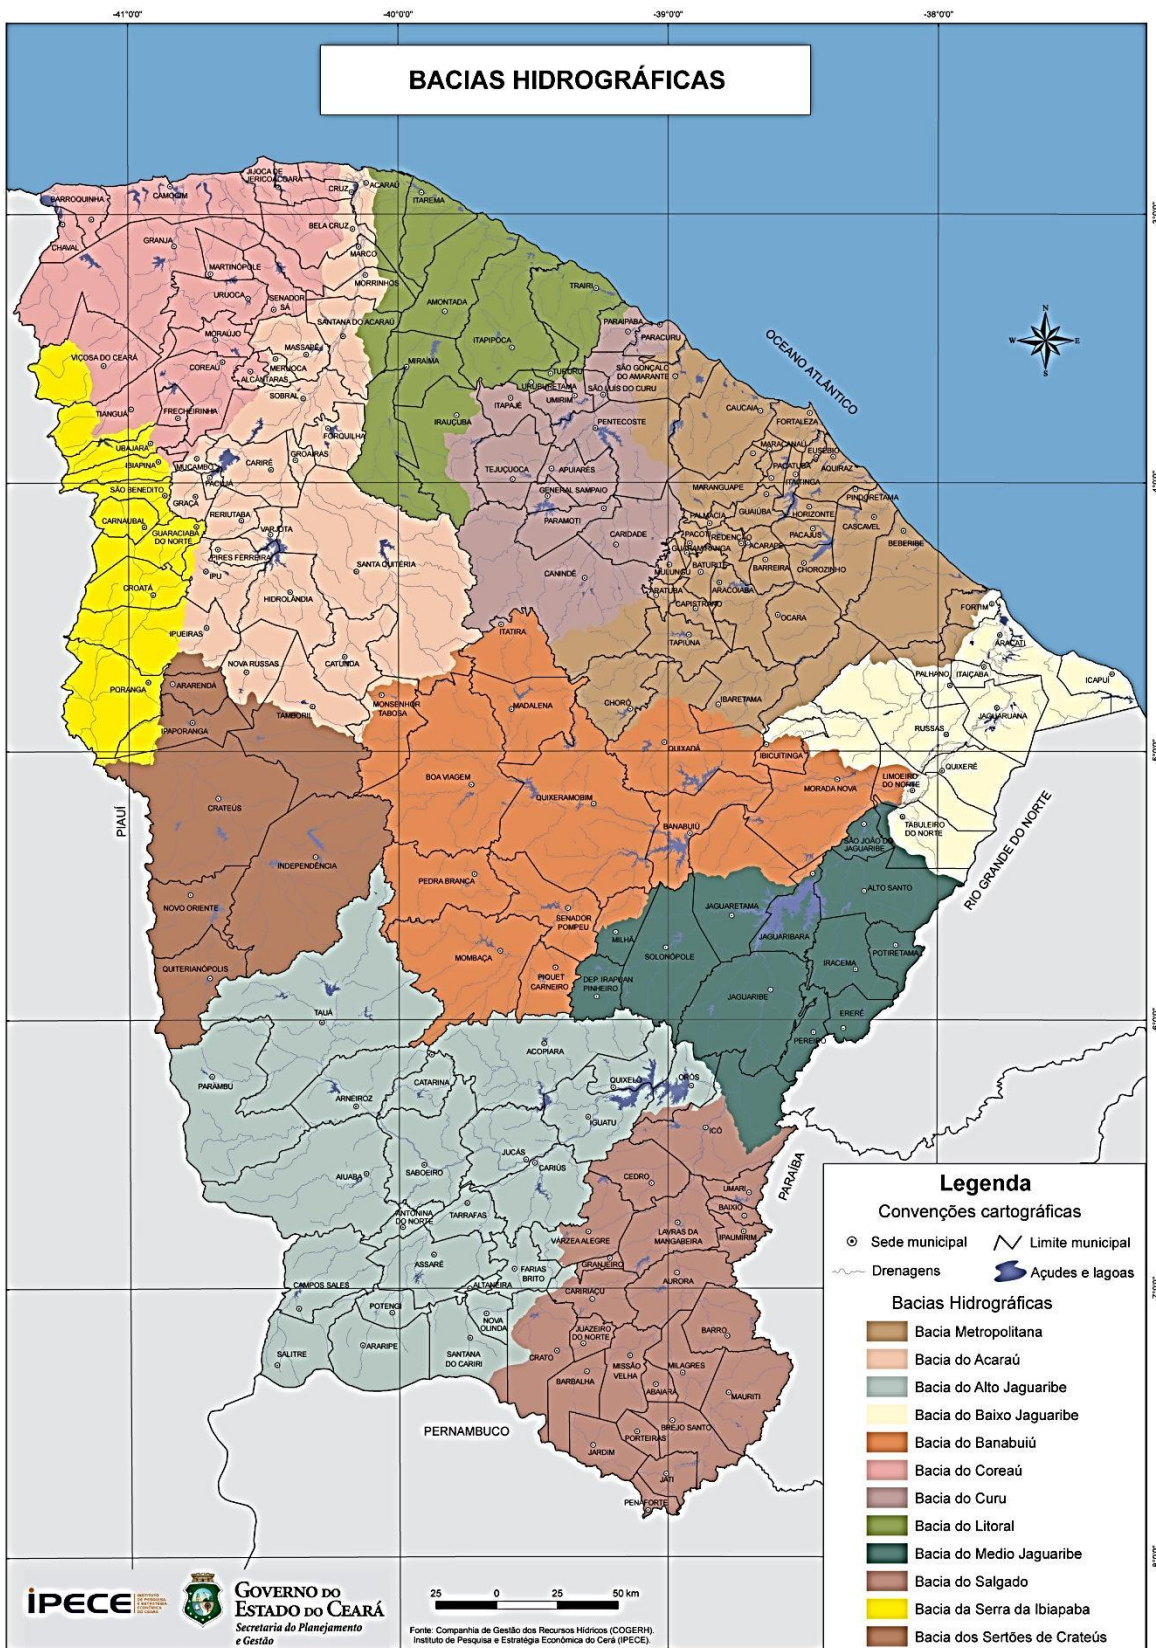 -41°0'0"
-40°0'0"
-39°0'0"
-38°0'0"
BACIAS HIDROGRÁFICAS
JIJOCA DE
JERICOACOARA
CRUZ
ACARAÚ
BARROQUINHA
CAMOCIM
ITAREMA
CHAVAL
BELA CRUZ
GRANJA
MARCO
MARTINÓPOLE
MORRINHOS
TRAIRI
URUOCA
SENADOR
SÁ
SANTANA DO ACARAÚ
AMONTADA
PARAIPABA
OCEANO ATLÂNTICO
N
W
E
S
MORAÚJO
MASSAPÊ
ITAPIPOCA
PARACURU
VIÇOSA DO CEARÁ
COREAÚ
MERUOCA
MIRAÍMA
TURURU
SÃO GONÇALO
DO AMARANTE
ALCÂNTARAS
SOBRAL
URUBURETAMA
SÃO LUIS DO CURU
ITAPAJÉ
UMIRIM
TIANGUÁ
FRECHEIRINHA
CAUCAIA
FORTALEZA
IRAUÇUBA
PENTECOSTE
UBAJARA
FORQUILHA
MARACANAÚ
EUSÉBIO
IBIAPINA
MUCAMBO
CARIRÉ
GROAÍRAS
TEJUÇUOCA
APUIARÉS
PACATUBA
AQUIRAZ
PACUJÁ
ITAITINGA
SÃO BENEDITO
GRAÇA
GENERAL SAMPAIO
MARANGUAPE
PINDORETAMA
CARNAUBAL
RERIUTABA
PARAMOTI
PALMÁCIA
GUAIÚBA
HORIZONTE
CASCAVEL
GUARACIABA
DO NORTE
VARJOTA
CARIDADE
PACOTI
REDENÇÃO
PACAJUS
BEBERIBE
PIRES FERREIRA
GUARAMIRANGA
ACARAPE
IPU
SANTA QUITÉRIA
CANINDÉ
MULUNGU
BATURITÉ
BARREIRA
CHOROZINHO
CROATÁ
HIDROLÂNDIA
ARATUBA
ARACOIABA
CAPISTRANO
OCARA
FORTIM
IPUEIRAS
ITATIRA
TAPIUNA
ARACATI
NOVA RUSSAS
CATUNDA
PALHANO
ITAIÇABA
ICAPUÍ
PORANGA
ARARENDÁ
MONSENHOR
TABOSA
MADALENA
CHORÓ
IBARETAMA
JAGUARUANA
TAMBORIL
IPAPORANGA
RUSSAS
QUIXADÁ
IBICUITINGA
QUIXERÉ
BOA VIAGEM
LIMOEIRO
DO NORTE
CRATEÚS
QUIXERAMOBIM
MORADA NOVA
PIAUÍ
BANABUIÚ
TABULEIRO
DO NORTE
RIO GRANDE DO NORTE
SÃO JOÃO DO
JAGUARIBE
INDEPENDÊNCIA
PEDRA BRANCA
ALTO SANTO
NOVO ORIENTE
SENADOR
POMPEU
JAGUARETAMA
JAGUARIBARA
MILHÃ
SOLONÓPOLE
POTIRETAMA
QUITERIANÓPOLIS
MOMBAÇA
PIQUET
CARNEIRO
DEP. IRAPUAN
PINHEIRO
IRACEMA
JAGUARIBE
TAUÁ
ERERÊ
PEREIRO
ACOPIARA
PARAMBU
CATARINA
QUIXELÔ
ORÓS
ARNEIROZ
IGUATU
ICÓ
JUCÁS
CARIÚS
PARAÍBA
AIUABA
SABOEIRO
CEDRO
UMARI
BAIXIO
ANTONINA
DO NORTE
TARRAFAS
LAVRAS DA
MANGABEIRA
IPAUMIRIM
VÁRZEA ALEGRE
ASSARÉ
FARIAS
BRITO
GRANJEIRO
CAMPOS SALES
ALTANEIRA
AURORA
CARIRIAÇU
POTENGI
NOVA
OLINDA
JUAZEIRO
DO NORTE
BARRO
SALITRE
ARARIPE
SANTANA
DO CARIRI
CRATO
MISSÃO
VELHA
MILAGRES
BARBALHA
ABAIARA
MAURITI
PERNAMBUCO
BREJO SANTO
PORTEIRAS
JARDIM
JATI
PENAFORTE
Legenda
Convenções cartográficas
Sede municipal
Limite municipal
Drenagens
Açudes e lagoas
Bacias Hidrográficas
Bacia Metropolitana
Bacia do Acaraú
Bacia do Alto Jaguaribe
Bacia do Baixo Jaguaribe
Bacia do Banabuiú
Bacia do Coreaú
Bacia do Curu
Bacia do Litoral
Bacia do Medio Jaguaribe
Bacia do Salgado
Bacia da Serra da Ibiapaba
Bacia dos Sertões de Crateús
iPECE
GOVERNO DO
ESTADO DO CEARÁ
Secretaria do Planejamento
e Gestão
25 0 25 50 km
Fonte: Companhia de Gestão dos Recursos Hídricos (COGERH).
Instituto de Pesquisa e Estratégia Econômica do Cerá (IPECE).